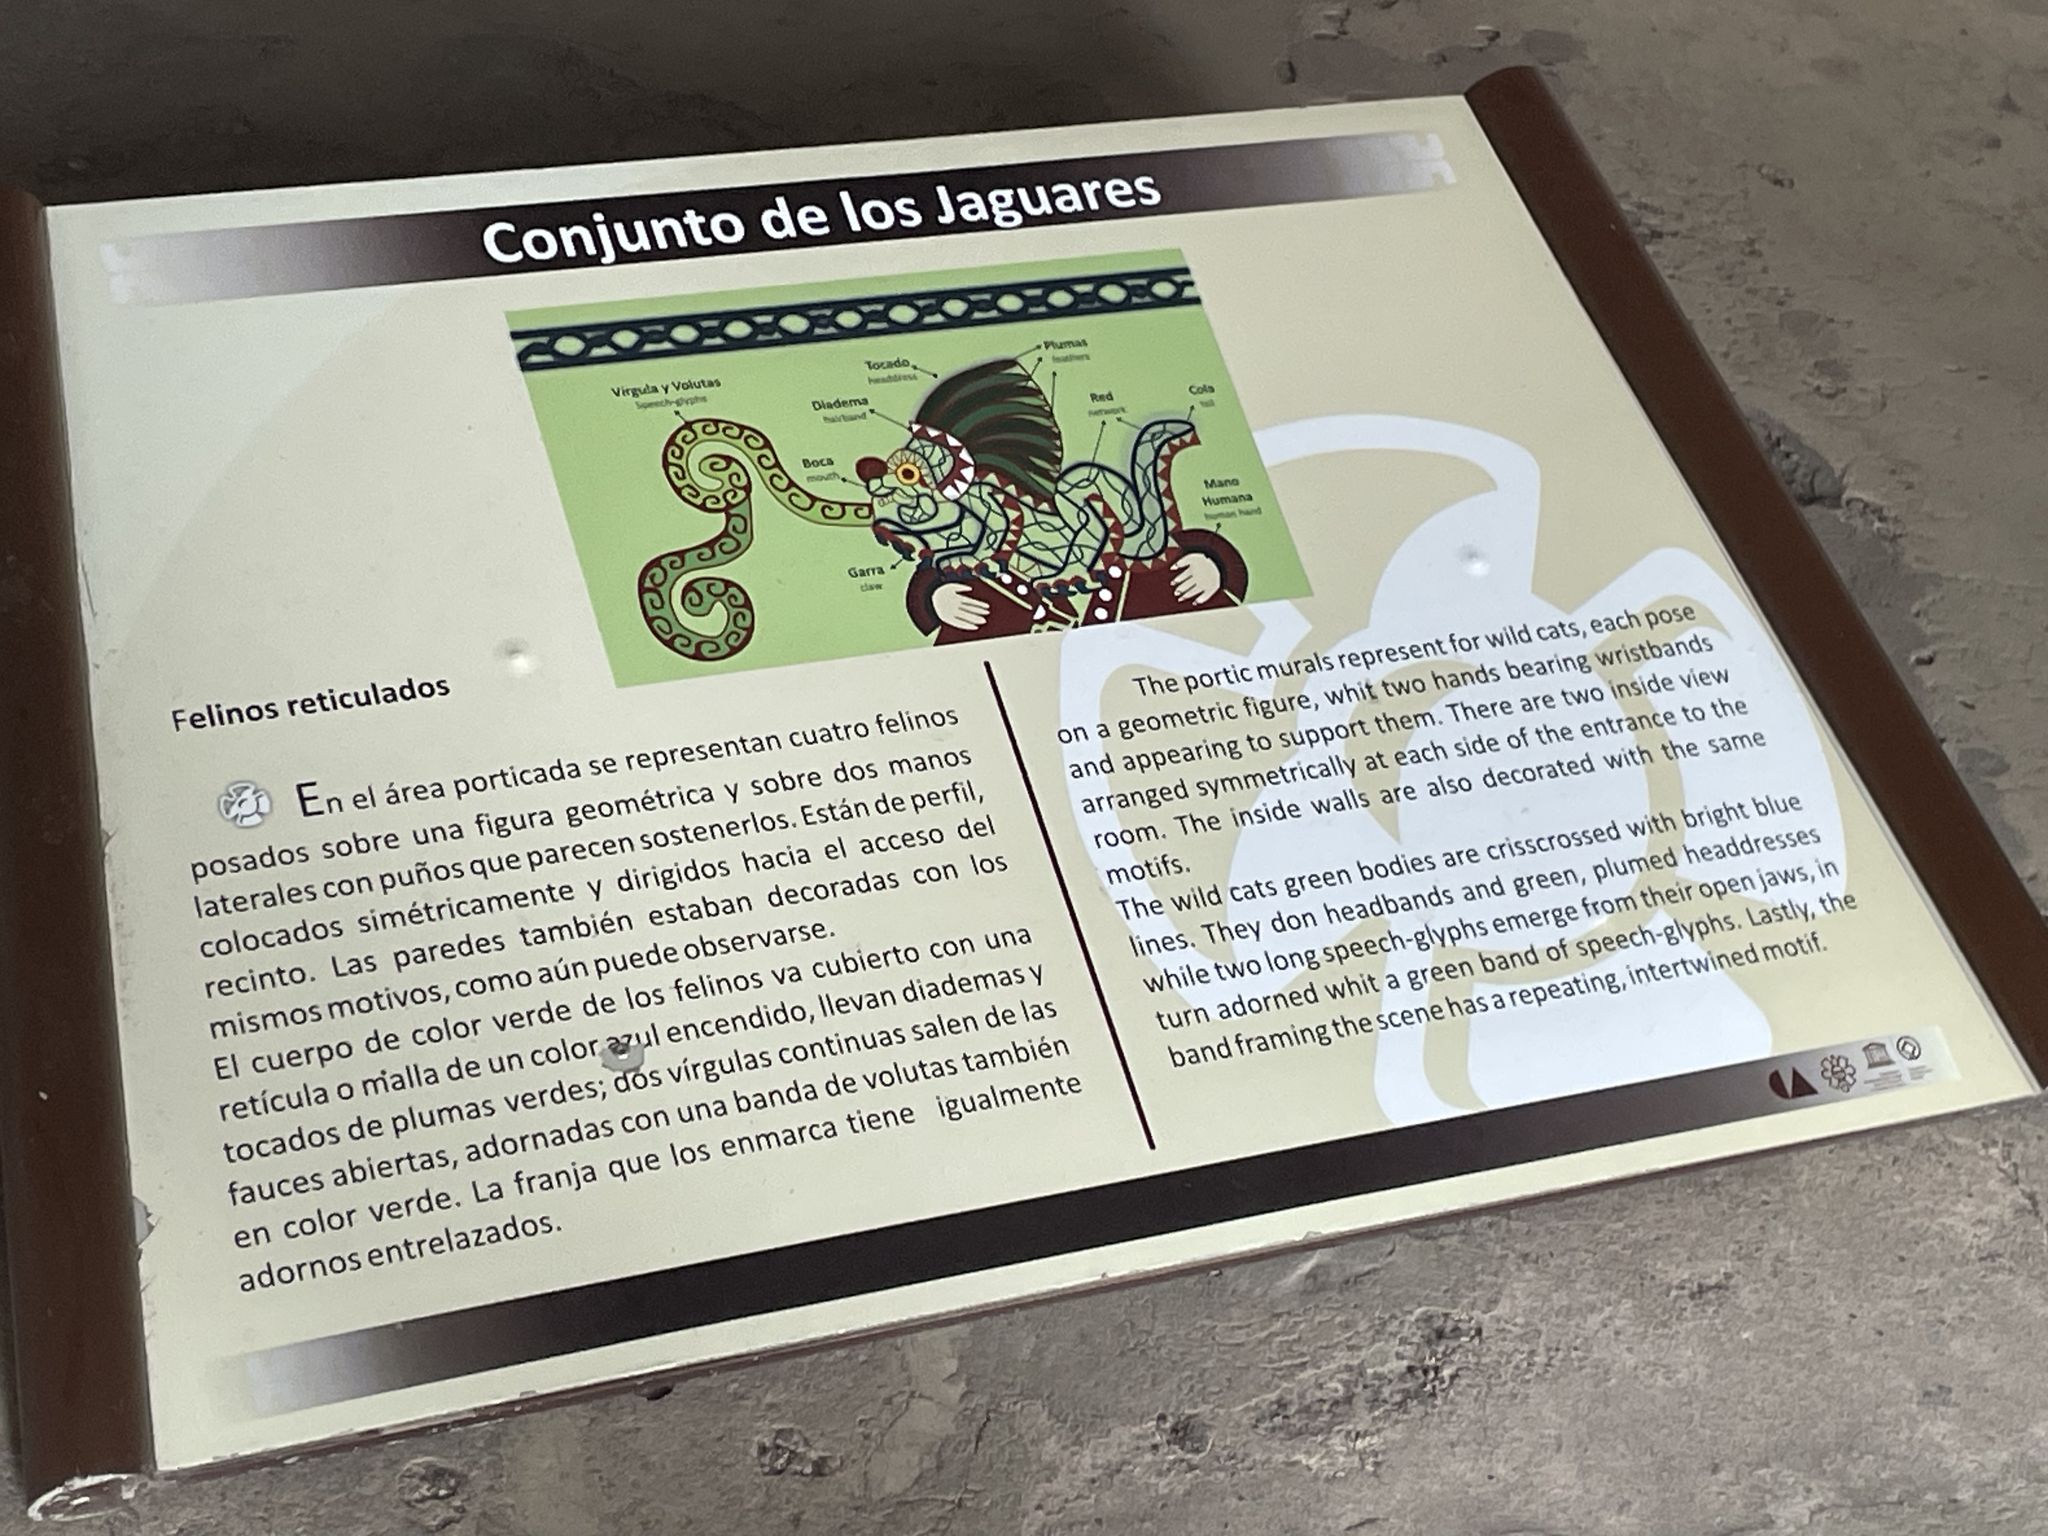 Conjunto de los Jaguares
Plumas
feathers
Tocado
headdress
Virgula y Volutas
Speech-glyphs
Diadema
hairband
Red
network
Cola
tail
Boca
mouth
Mano
Humana
human hand
Garra
claw
Felinos reticulados
En el área porticada se representan cuatro felinos
posados sobre una figura geométrica y sobre dos manos
laterales con puños que parecen sostenerlos. Están de perfil,
colocados simétricamente y dirigidos hacia el acceso del
recinto. Las paredes también estaban decoradas con los
mismos motivos, como aún puede observarse.
El cuerpo de color verde de los felinos va cubierto con una
retícula o malla de un color azul encendido, llevan diademas y
tocados de plumas verdes; dos vírgulas continuas salen de las
fauces abiertas, adornadas con una banda de volutas también
en color verde. La franja que los enmarca tiene igualmente
adornos entrelazados.
The portic murals represent for wild cats, each pose
on a geometric figure, whit two hands bearing wristbands
and appearing to support them. There are two inside view
arranged symmetrically at each side of the entrance to the
room. The inside walls are also decorated with the same
motifs.
The wild cats green bodies are crisscrossed with bright blue
lines. They don headbands and green, plumed headdresses
while two long speech-glyphs emerge from their open jaws, in
turn adorned whit a green band of speech-glyphs. Lastly, the
band framing the scene has a repeating, intertwined motif.